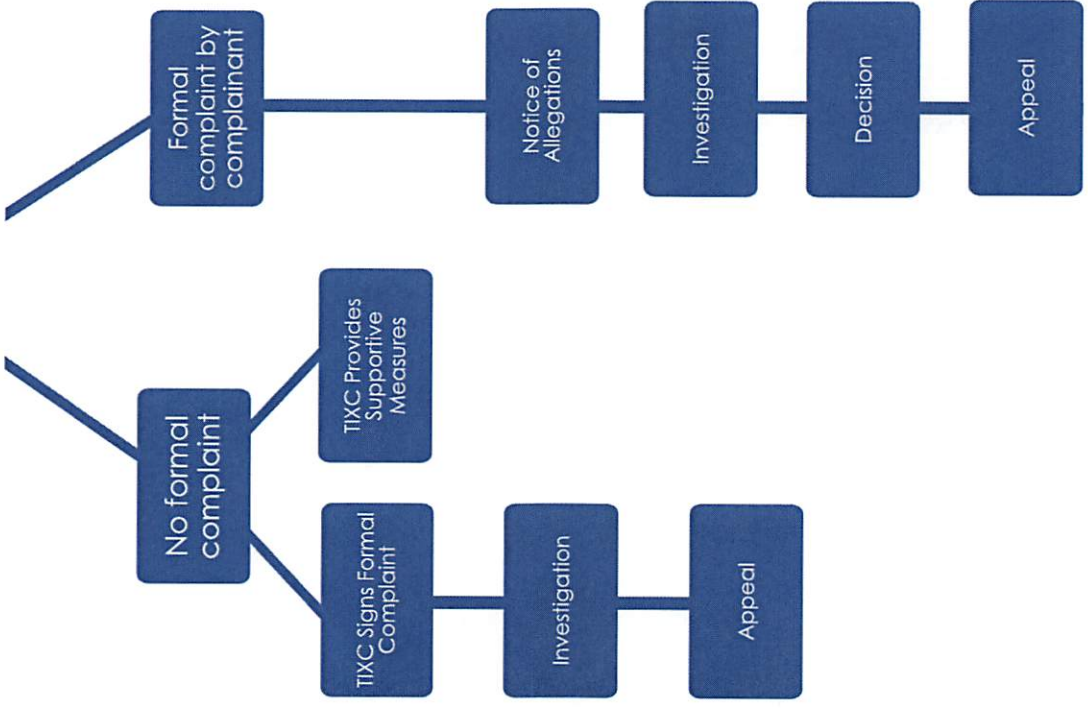 No formal
complaint
TIXC Signs Formal
Complaint
Investigation
Appeal
TIXC Provides
Supportive
Measures
Formal
complaint by
complainant
Notice of
Allegations
Investigation
Decision
Appeal